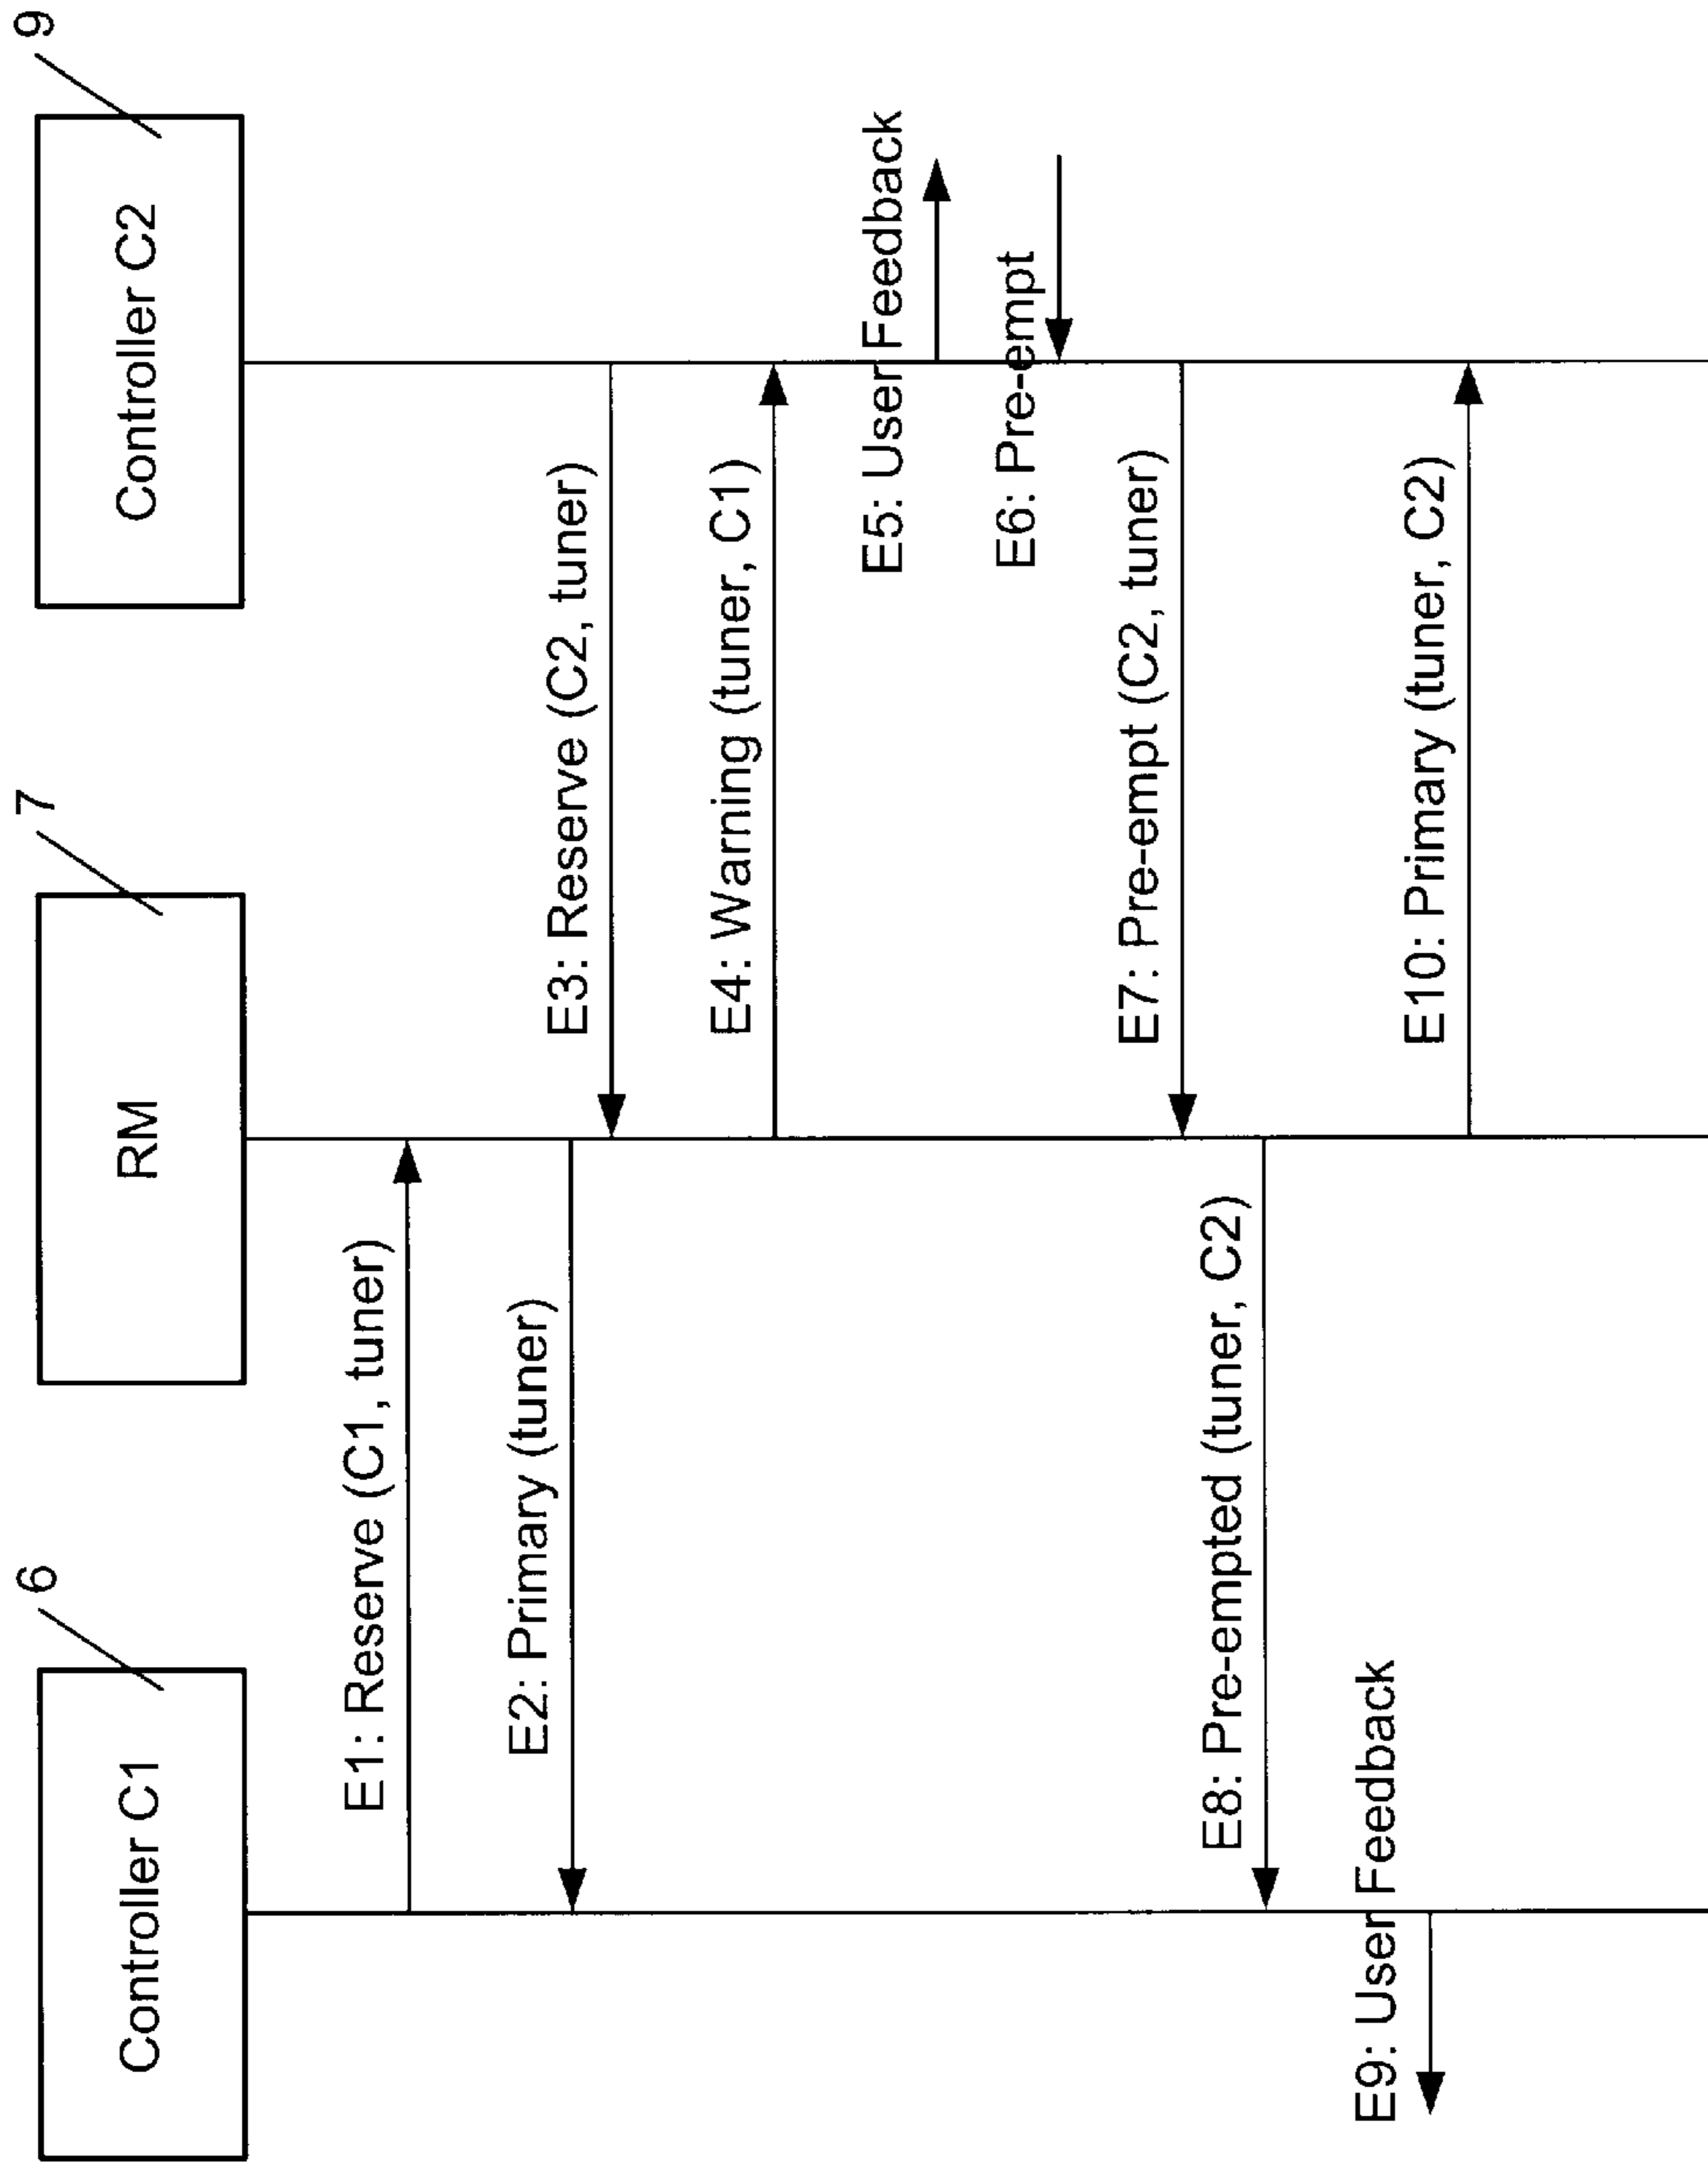 6
7
9
Controller C1
RM
Controller C2
E1: Reserve (C1, tuner)
E2: Primary (tuner)
E3: Reserve (C2, tuner)
E4: Warning (tuner, C1)
E5: User Feedback
E6: Pre-empt
E7: Pre-empt (C2, tuner)
E8: Pre-empted (tuner, C2)
E9: User Feedback
E10: Primary (tuner, C2)